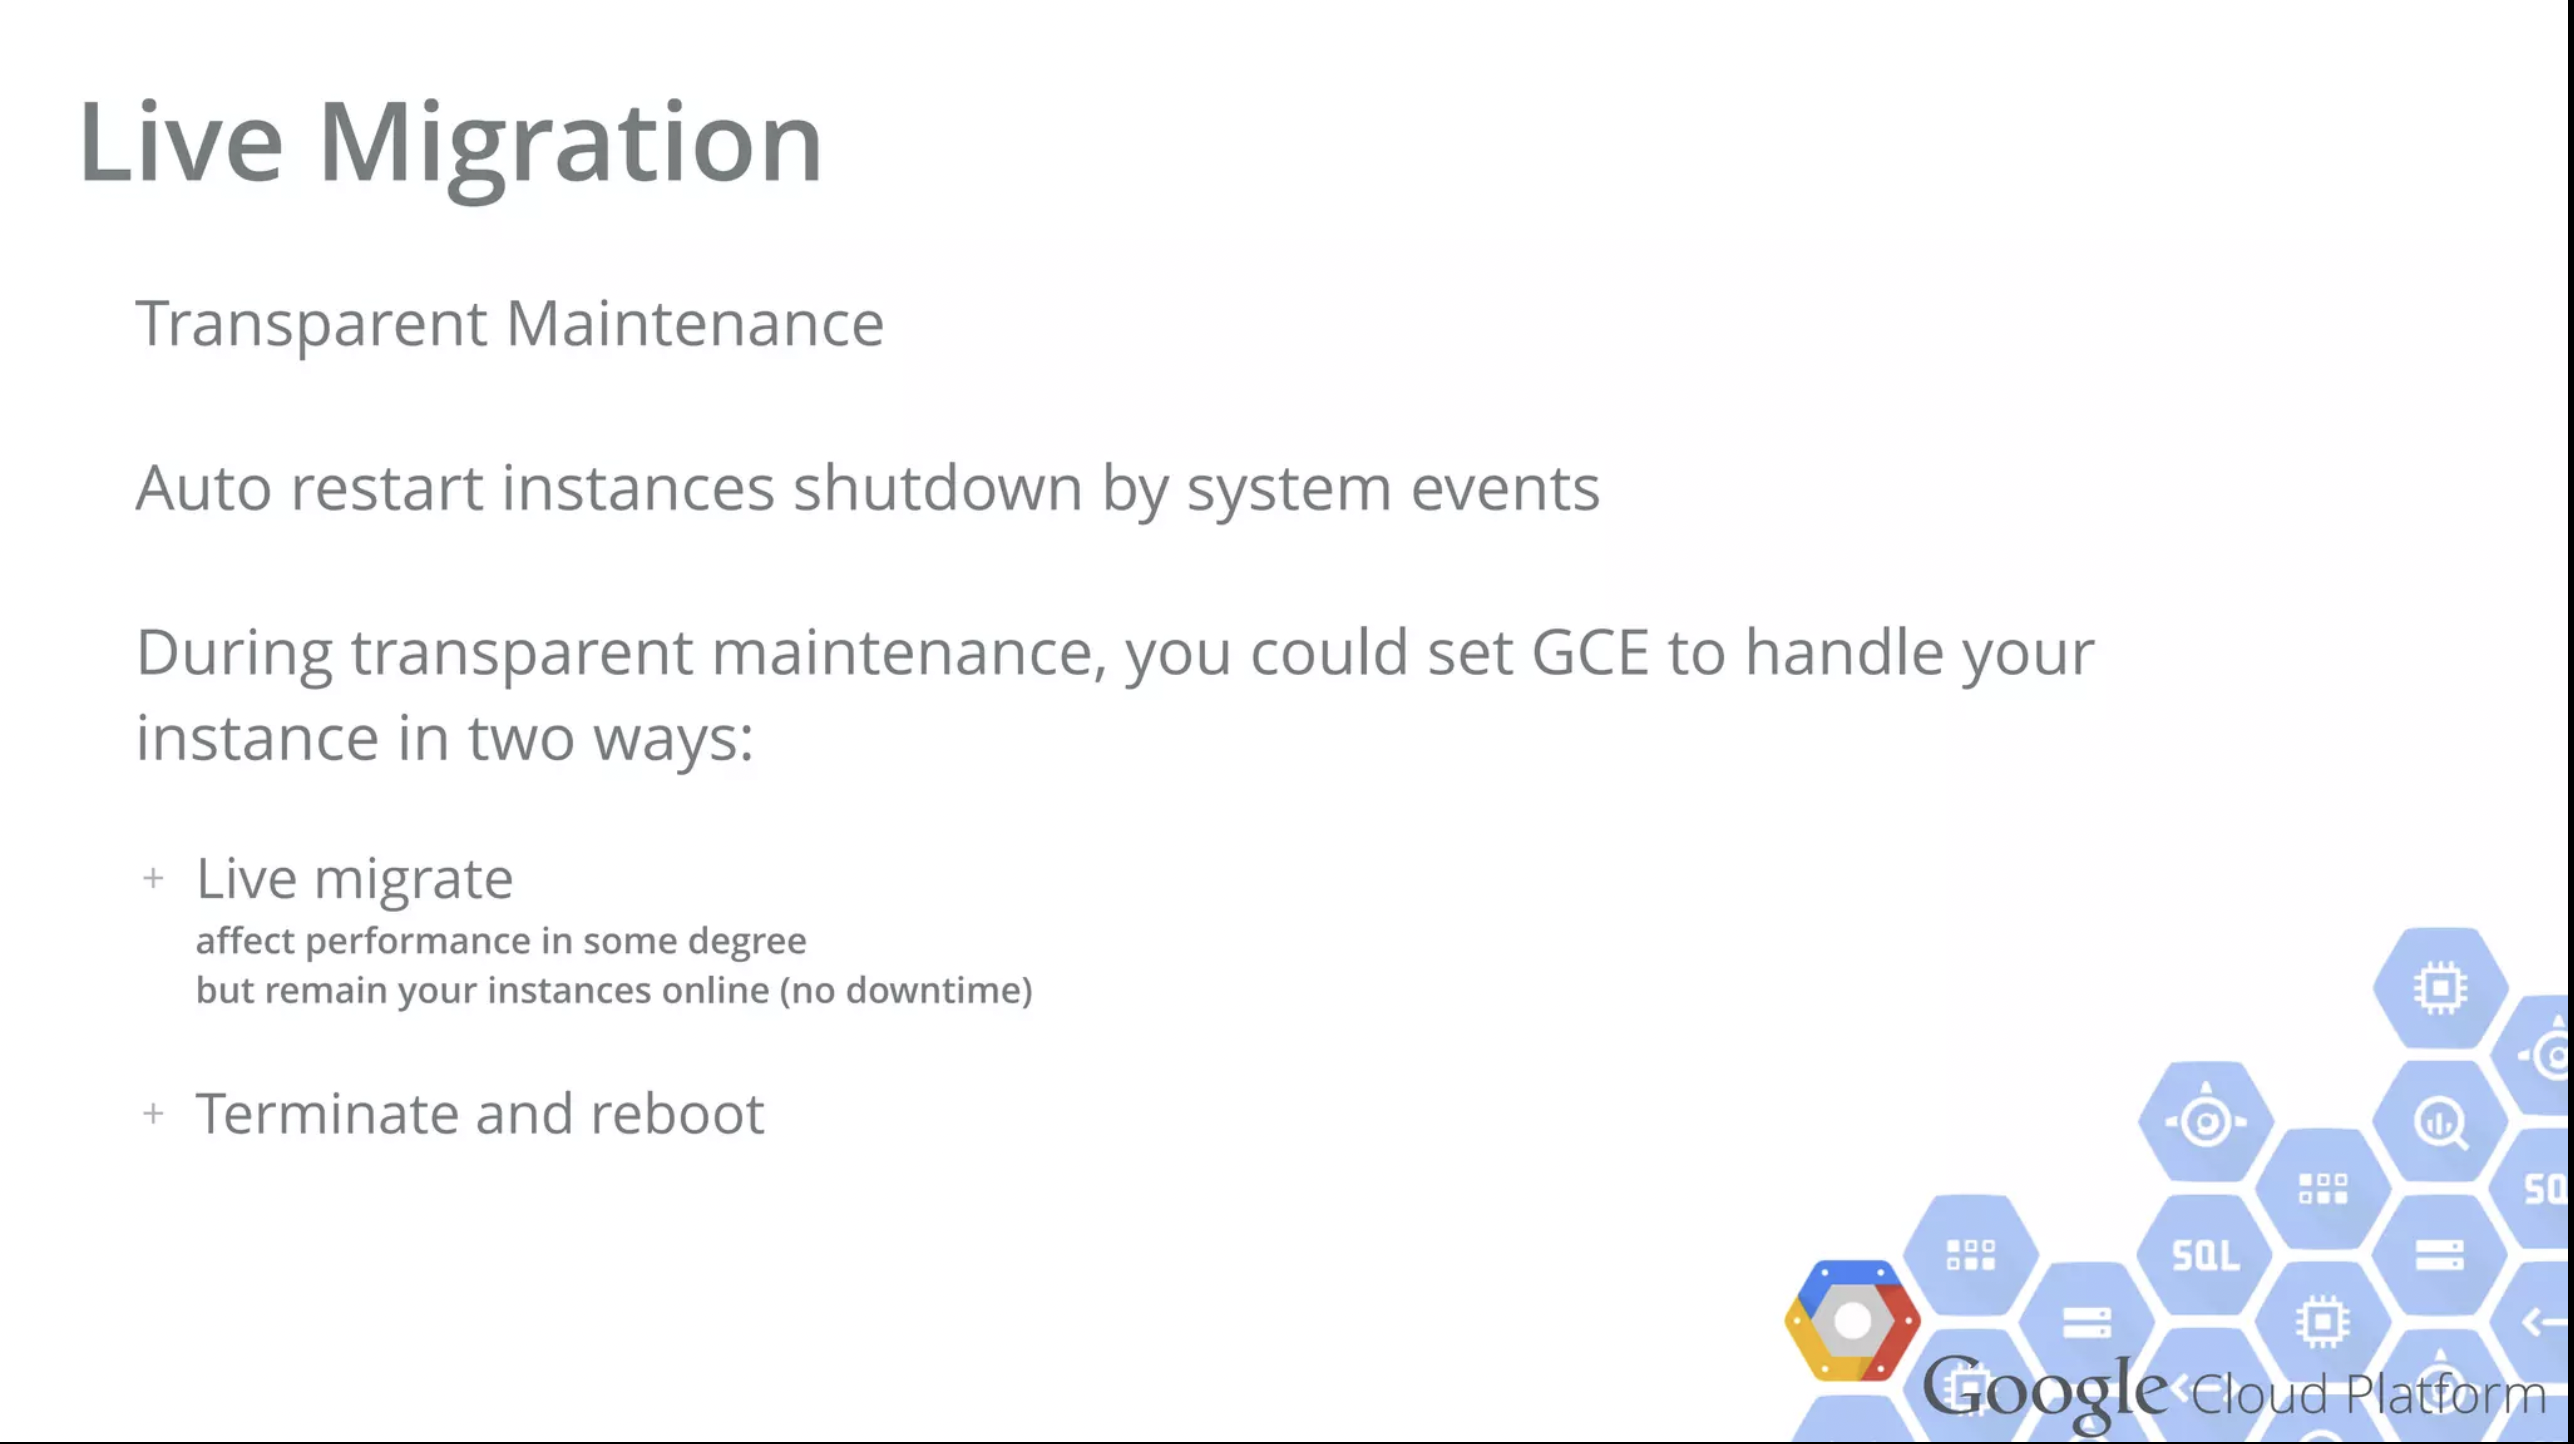 Live Migration
Transparent Maintenance
Auto restart instances shutdown by system events
During transparent maintenance, you could set GCE to handle your
instance in two ways:
+ Live migrate
affect performance in some degree
but remain your instances online (no downtime)
+ Terminate and reboot
SQL
SQL
Google Cloud Platform